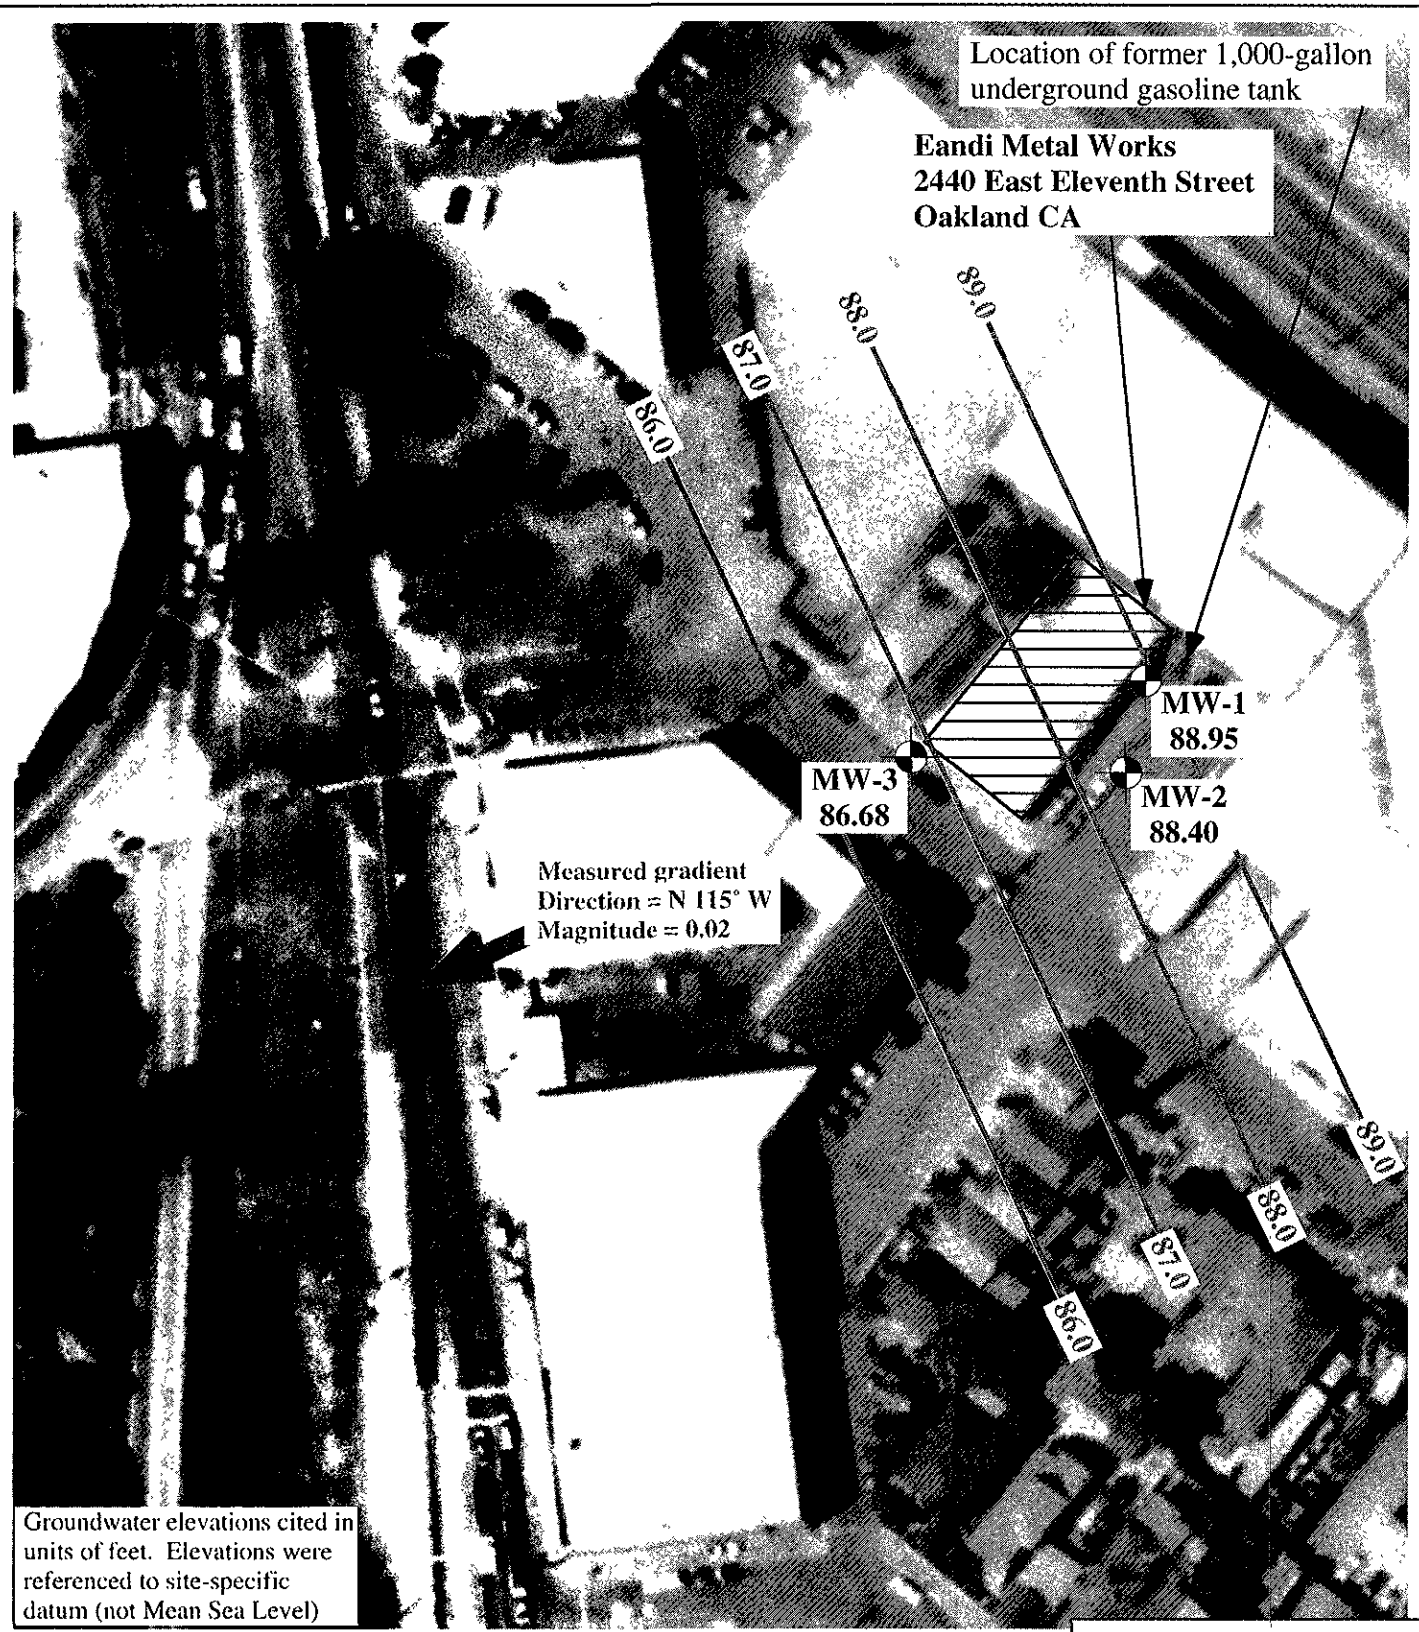 Location of former 1,000-gallon
underground gasoline tank
Eandi Metal Works
2440 East Eleventh Street
Oakland CA
89.0
88.0
87.0
86.0
MW-1
88.95
MW-3
86.68
MW-2
88.40
Measured gradient
Direction = N 115° W
Magnitude = 0.02
89.0
88.0
87.0
86.0
Groundwater elevations cited in
units of feet. Elevations were
referenced to site-specific
datum (not Mean Sea Level)